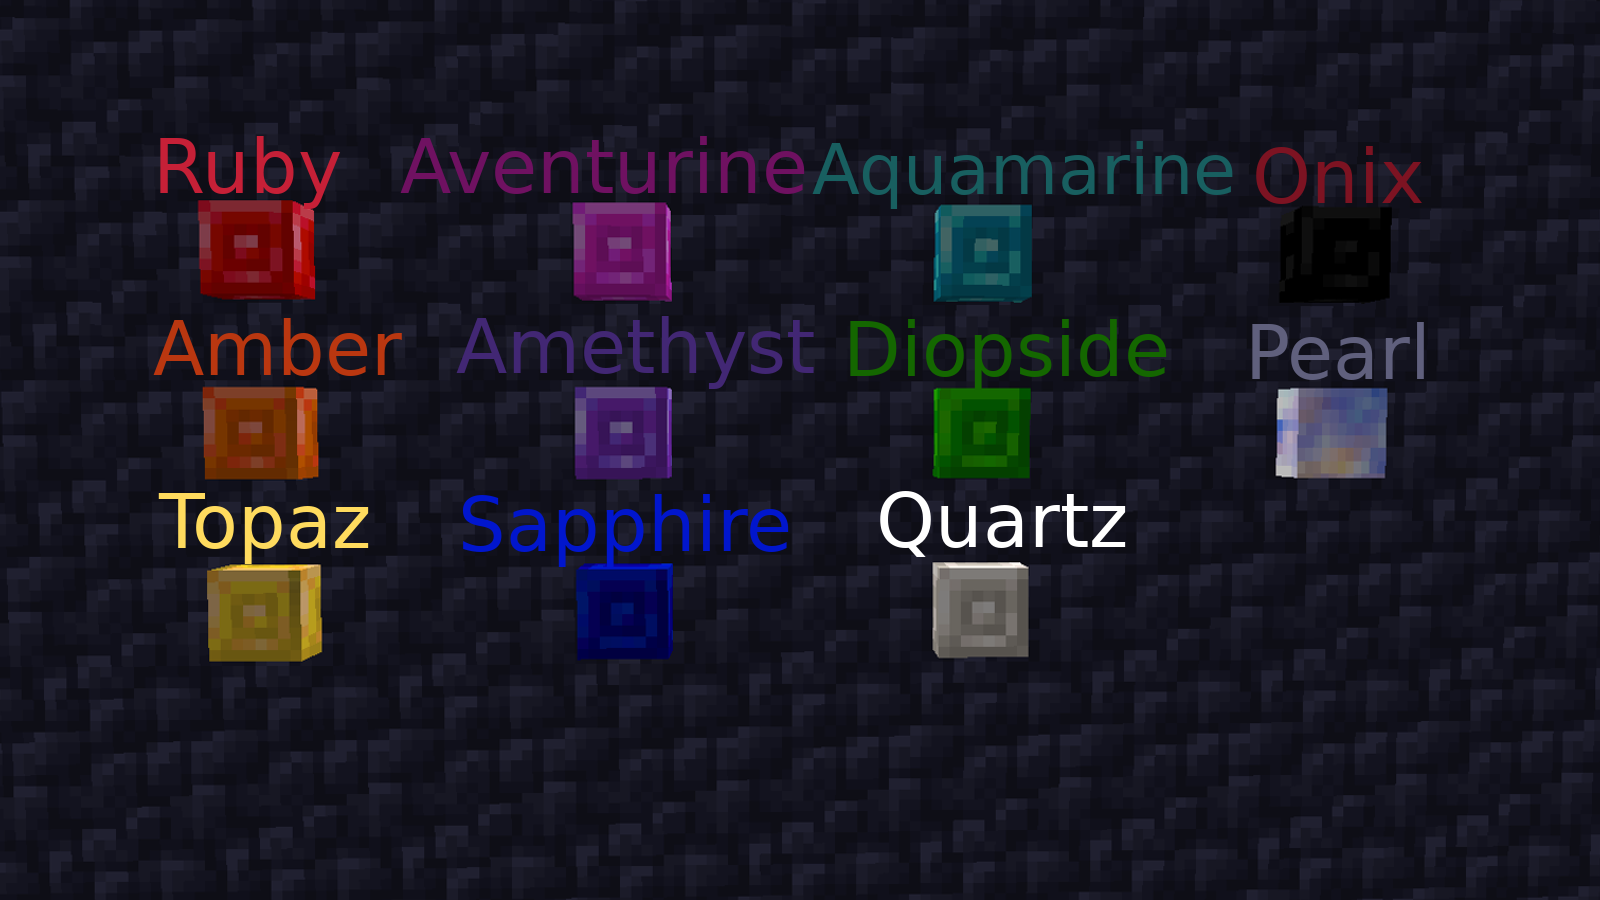 Ruby Aventurine Aquamarine Onix
Amber Amethyst Diopside Pearl
Topaz Sapphire Quartz